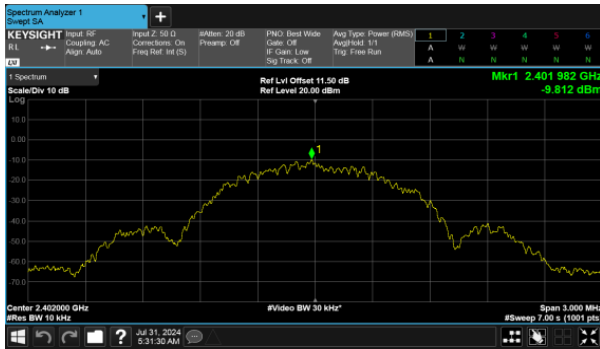 Spectrum Analyzer 1
Swept SA
+
KEYSIGHT
RL
Input: RF
Coupling: AC
Align: Auto
Input Z: 50 Ω
Corrections: On
Freq Ref: Int (S)
#Atten: 20 dB
Preamp: Off
PNO: Best Wide
Gate: Off
IF Gain: Low
Sig Track: Off
Avg Type: Power (RMS)
Avg|Hold: 1/1
Trig: Free Run
1 2 3 4 5 6
A W W W W W
A N N N N N
LXI
1 Spectrum
Scale/Div 10 dB
Ref Lvl Offset 11.50 dB
Ref Level 20.00 dBm
Mkr1 2.401 982 GHz
-9.812 dBm
Log
10.0
0.00
1
-10.0
-20.0
-30.0
-40.0
-50.0
-60.0
-70.0
Center 2.402000 GHz
#Video BW 30 kHz*
Span 3.000 MHz
#Res BW 10 kHz
#Sweep 7.00 s (1001 pts)
?
Jul 31, 2024
5:31:30 AM